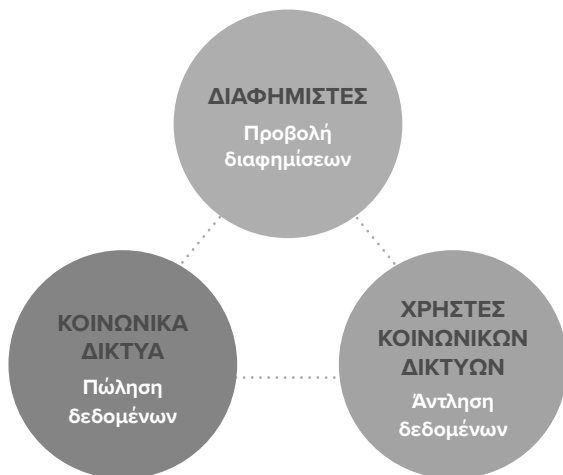 ΔΙΑΦΗΜΙΣΤΕΣ
Προβολή
διαφημίσεων
ΚΟΙΝΩΝΙΚΑ
ΔΙΚΤΥΑ
Πώληση
δεδομένων
ΧΡΗΣΤΕΣ
ΚΟΙΝΩΝΙΚΩΝ
ΔΙΚΤΥΩΝ
Άντληση
δεδομένων